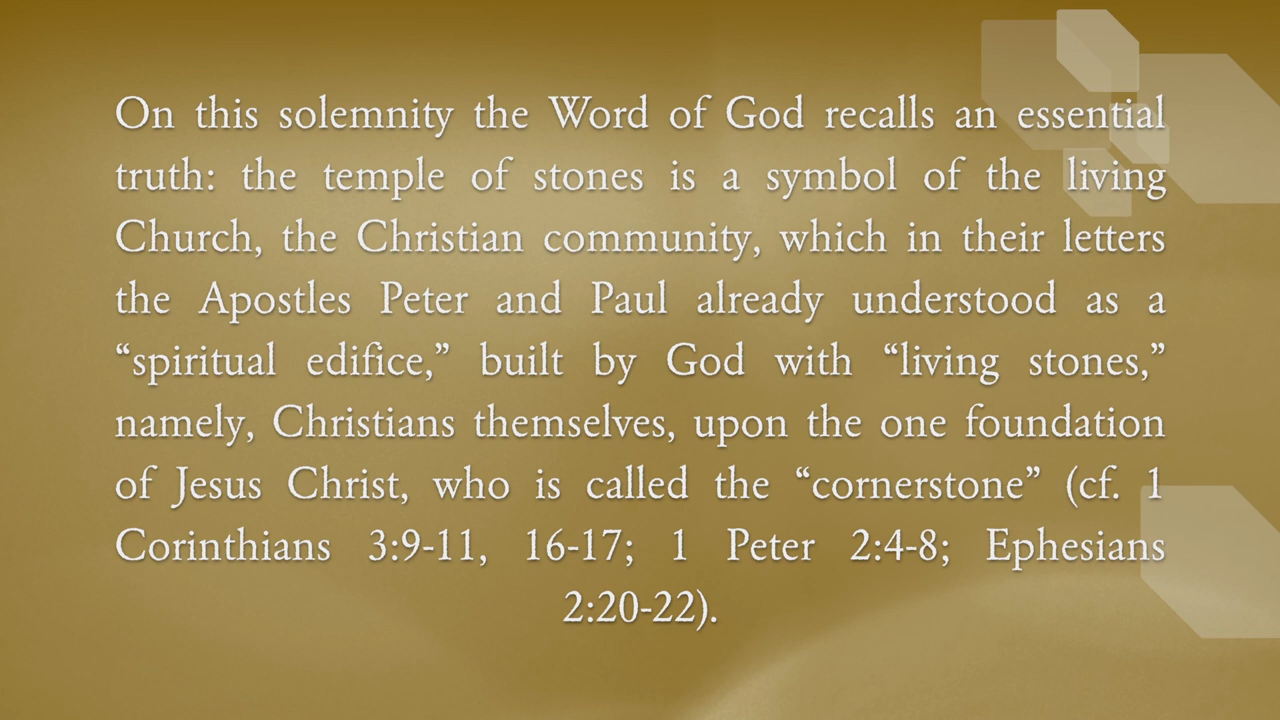 On this solemnity the Word of God recalls an essential
truth: the temple of stones is a symbol of the living
Church, the Christian community, which in their letters
the Apostles Peter and Paul already understood as a
“spiritual edifice,” built by God with “living stones,”
namely, Christians themselves, upon the one foundation
of Jesus Christ, who is called the “cornerstone” (cf. 1
Corinthians 3:9-11, 16-17; 1 Peter 2:4-8; Ephesians
2:20-22).